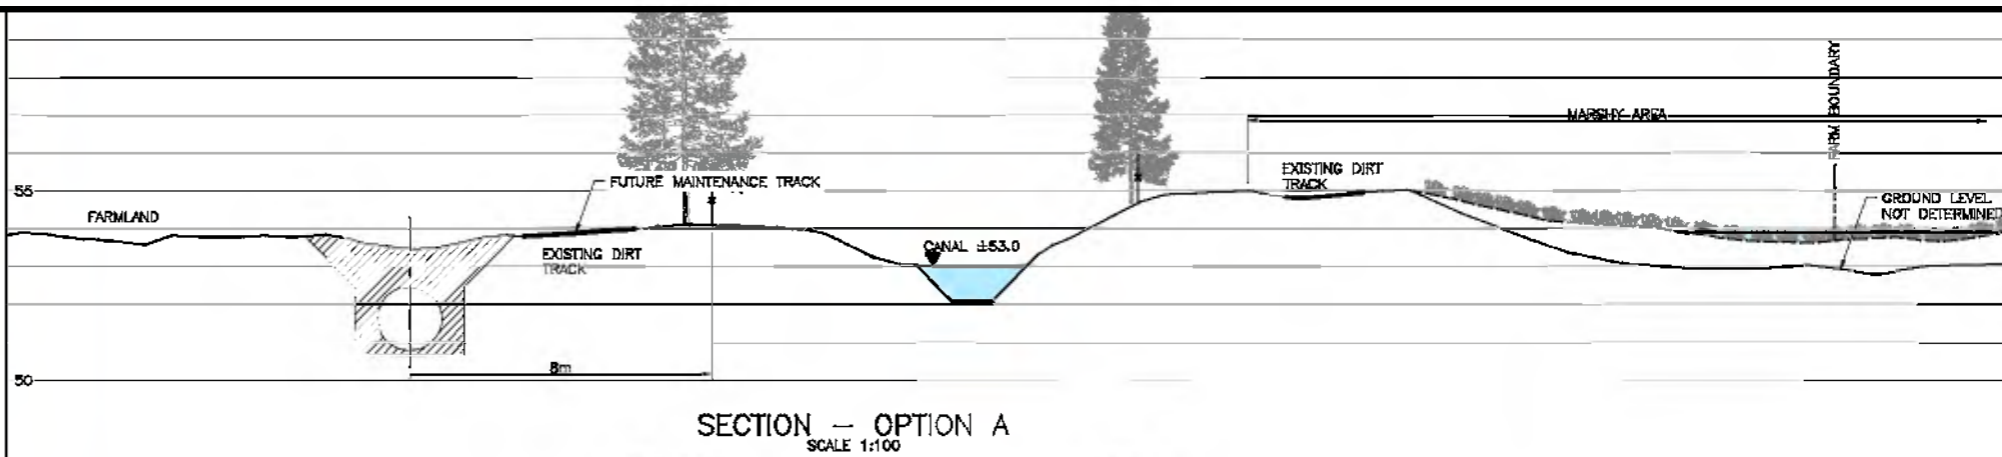 FARM BOUNDARY
MARSHY AREA
EXISTING DIRT
TRACK
55
FUTURE MAINTENANCE TRACK
GROUND LEVEL
NOT DETERMINED
FARMLAND
CANAL ±53.0
EXISTING DIRT
TRACK
8m
50
SECTION — OPTION A
SCALE 1:100